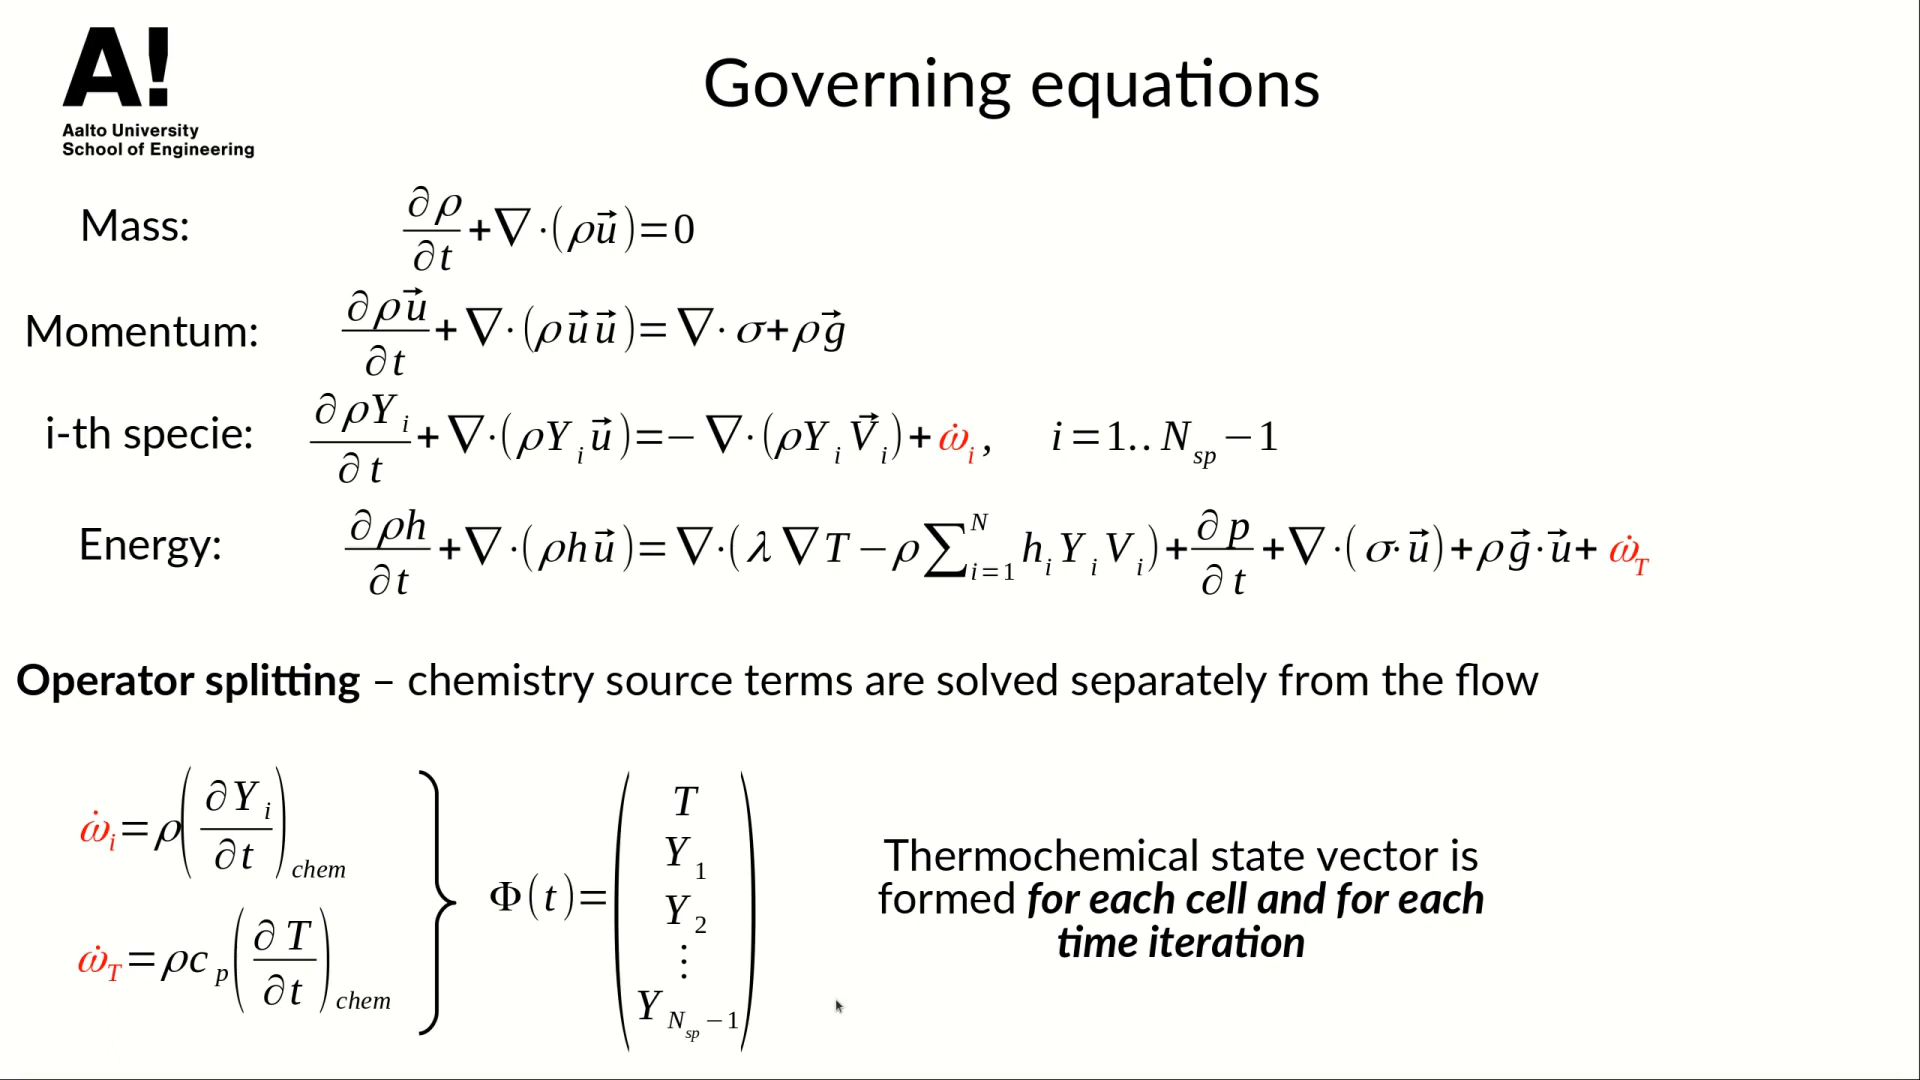 A!
Aalto University
School of Engineering
Governing equations
Mass: ∂ρ/∂t + ∇·(ρu⃗) = 0
Momentum: ∂ρu⃗/∂t + ∇·(ρu⃗u⃗) = ∇·σ + ρg⃗
i-th specie: ∂ρY_i/∂t + ∇·(ρY_i u⃗) = − ∇·(ρY_i V⃗_i) + ω̇_i , i = 1.. N_sp − 1
Energy: ∂ρh/∂t + ∇·(ρhu⃗) = ∇·(λ∇T − ρ∑_{i=1}^{N} h_i Y_i V_i) + ∂p/∂t + ∇·(σ·u⃗) + ρg⃗·u⃗ + ω̇_T
Operator splitting – chemistry source terms are solved separately from the flow
ω̇_i = ρ(∂Y_i/∂t)_chem
ω̇_T = ρc_p(∂T/∂t)_chem
Φ(t) = (T Y_1 Y_2 ⋮ Y_{N_sp − 1})
Thermochemical state vector is
formed for each cell and for each
time iteration